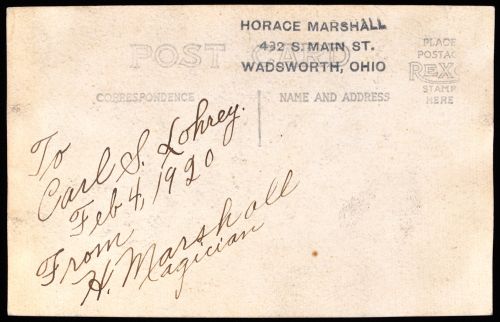 HORACE MARSHALL
432 S. MAIN ST.
WADSWORTH, OHIO
POST CARD
PLACE
POSTAGE
REX
STAMP
HERE
CORRESPONDENCE
NAME AND ADDRESS
To
Carl S. Lohrey.
Feb 4, 1920
From
H. Marshall
Magician